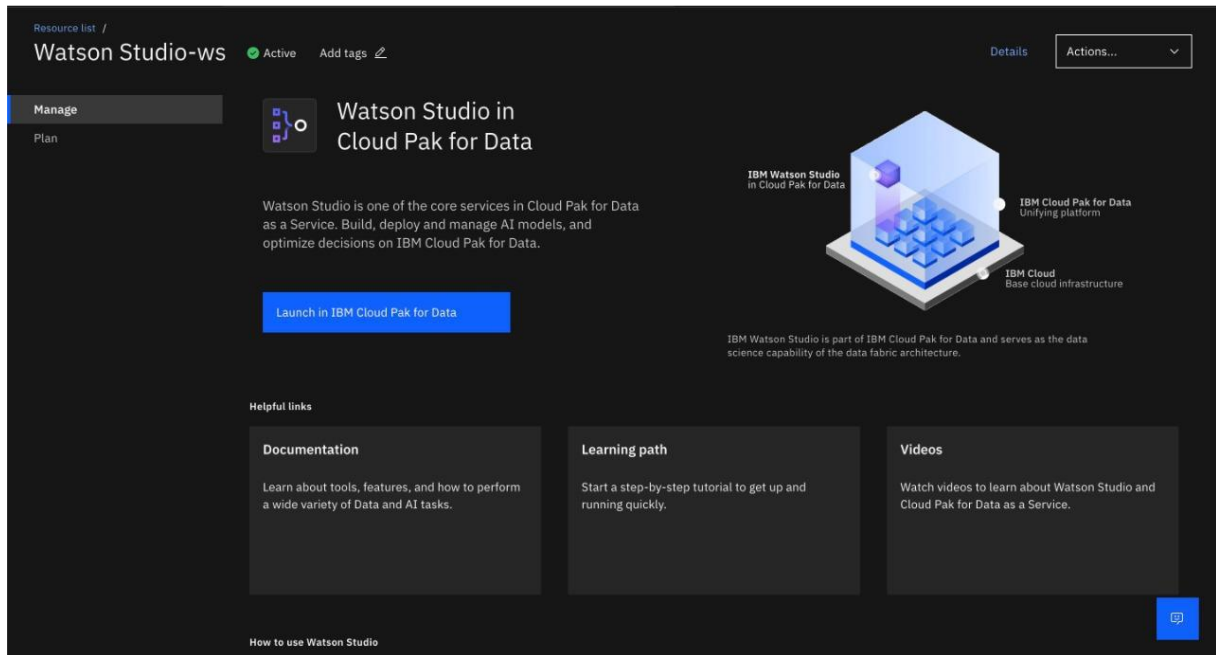 Resource list /
Watson Studio-ws
Active
Add tags
Details
Actions...
Manage
Plan
Watson Studio in
Cloud Pak for Data
Watson Studio is one of the core services in Cloud Pak for Data
as a Service. Build, deploy and manage AI models, and
optimize decisions on IBM Cloud Pak for Data.
Launch in IBM Cloud Pak for Data
IBM Watson Studio
in Cloud Pak for Data
IBM Cloud Pak for Data
Unifying platform
IBM Cloud
Base cloud infrastructure
IBM Watson Studio is part of IBM Cloud Pak for Data and serves as the data
science capability of the data fabric architecture.
Helpful links
Documentation
Learn about tools, features, and how to perform
a wide variety of Data and AI tasks.
Learning path
Start a step-by-step tutorial to get up and
running quickly.
Videos
Watch videos to learn about Watson Studio and
Cloud Pak for Data as a Service.
How to use Watson Studio